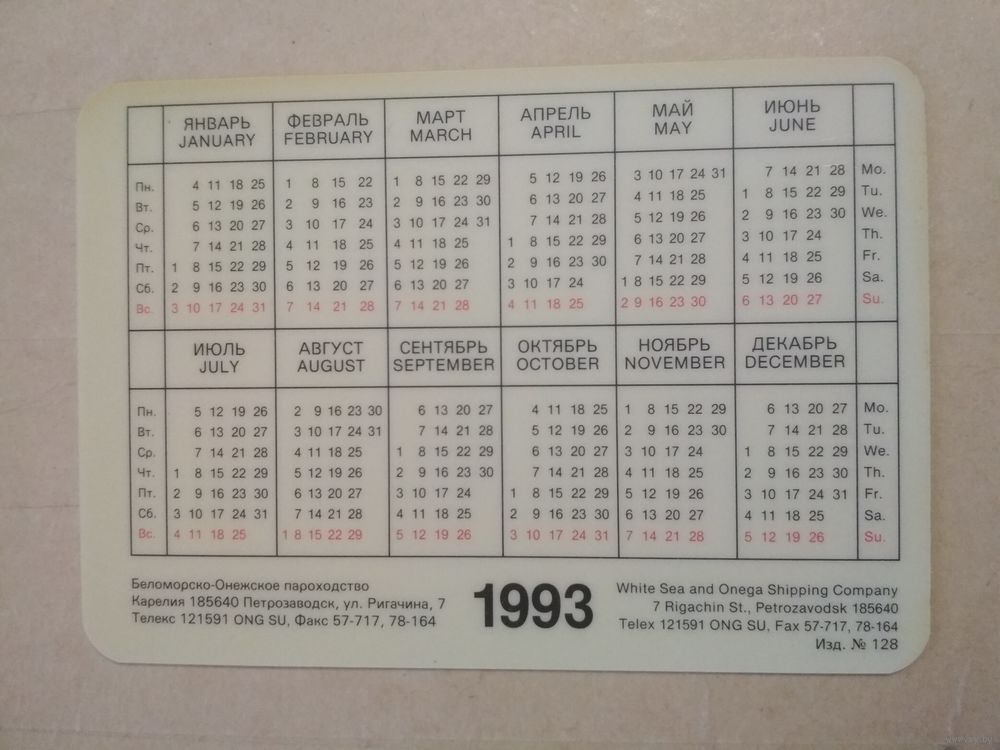 ЯНВАРЬ ФЕВРАЛЬ МАРТ АПРЕЛЬ МАЙ ИЮНЬ
JANUARY FEBRUARY MARCH APRIL MAY JUNE
Пн. 4 11 18 25 1 8 15 22 1 8 15 22 29 5 12 19 26 3 10 17 24 31 7 14 21 28 Mo.
Вт. 5 12 19 26 2 9 16 23 2 9 16 23 30 6 13 20 27 4 11 18 25 1 8 15 22 29 Tu.
Ср. 6 13 20 27 3 10 17 24 3 10 17 24 31 7 14 21 28 5 12 19 26 2 9 16 23 30 We.
Чт. 7 14 21 28 4 11 18 25 4 11 18 25 1 8 15 22 29 6 13 20 27 3 10 17 24 Th.
Пт. 1 8 15 22 29 5 12 19 26 5 12 19 26 2 9 16 23 30 7 14 21 28 4 11 18 25 Fr.
Сб. 2 9 16 23 30 6 13 20 27 6 13 20 27 3 10 17 24 1 8 15 22 29 5 12 19 26 Sa.
Вс. 3 10 17 24 31 7 14 21 28 7 14 21 28 4 11 18 25 2 9 16 23 30 6 13 20 27 Su.
ИЮЛЬ АВГУСТ СЕНТЯБРЬ ОКТЯБРЬ НОЯБРЬ ДЕКАБРЬ
JULY AUGUST SEPTEMBER OCTOBER NOVEMBER DECEMBER
Пн. 5 12 19 26 2 9 16 23 30 6 13 20 27 4 11 18 25 1 8 15 22 29 6 13 20 27 Mo.
Вт. 6 13 20 27 3 10 17 24 31 7 14 21 28 5 12 19 26 2 9 16 23 30 7 14 21 28 Tu.
Ср. 7 14 21 28 4 11 18 25 1 8 15 22 29 6 13 20 27 3 10 17 24 1 8 15 22 29 We.
Чт. 1 8 15 22 29 5 12 19 26 2 9 16 23 30 7 14 21 28 4 11 18 25 2 9 16 23 30 Th.
Пт. 2 9 16 23 30 6 13 20 27 3 10 17 24 1 8 15 22 29 5 12 19 26 3 10 17 24 31 Fr.
Сб. 3 10 17 24 31 7 14 21 28 4 11 18 25 2 9 16 23 30 6 13 20 27 4 11 18 25 Sa.
Вс. 4 11 18 25 1 8 15 22 29 5 12 19 26 3 10 17 24 31 7 14 21 28 5 12 19 26 Su.
Беломорско-Онежское пароходство
Карелия 185640 Петрозаводск, ул. Ригачина, 7
Телекс 121591 ONG SU, Факс 57-717, 78-164
1993
White Sea and Onega Shipping Company
7 Rigachin St., Petrozavodsk 185640
Telex 121591 ONG SU, Fax 57-717, 78-164
Изд. № 128